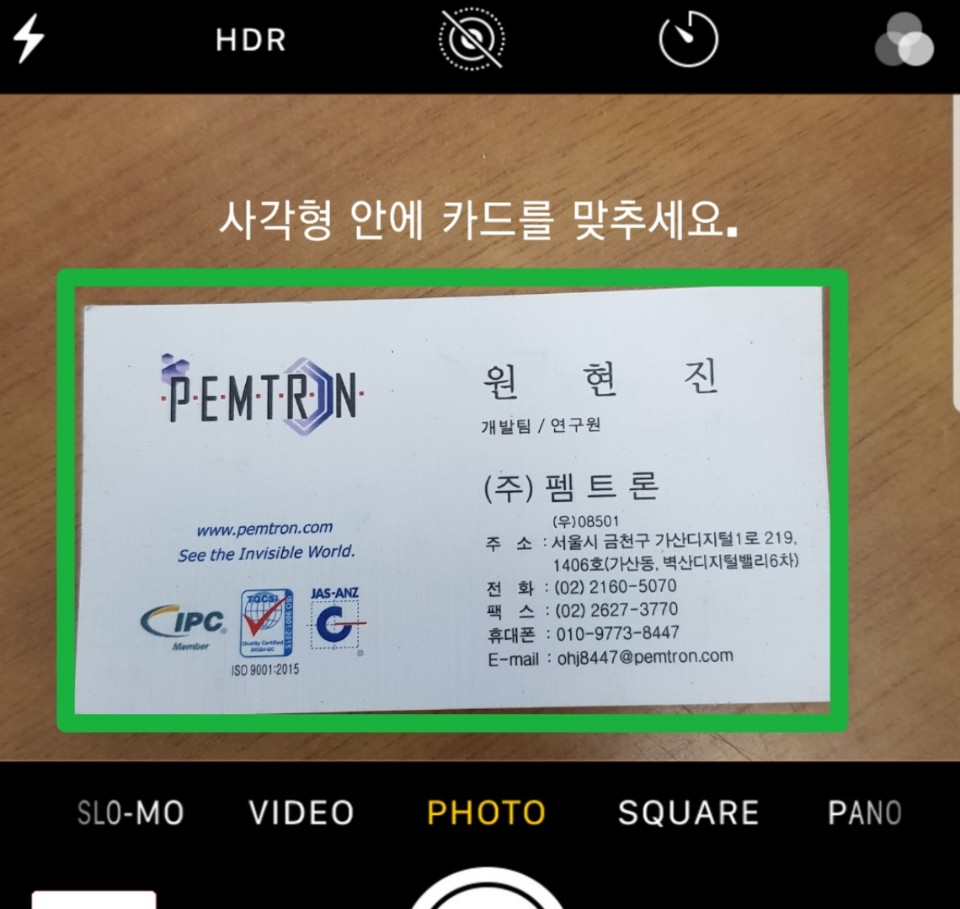 HDR
사각형 안에 카드를 맞추세요.
PEMTRON
www.pemtron.com
See the Invisible World.
IPC
Member
TQCSI
ISO 9001:2015
Quality Certified
JAS-ANZ
ISO 9001:2015
원 현 진
개발팀 / 연구원
(주) 펨트론
(우)08501
주 소 : 서울시 금천구 가산디지털1로 219,
1406호(가산동, 벽산디지털밸리6차)
전 화 : (02) 2160-5070
팩 스 : (02) 2627-3770
휴대폰 : 010-9773-8447
E-mail : ohj8447@pemtron.com
SLO-MO VIDEO PHOTO SQUARE PANO